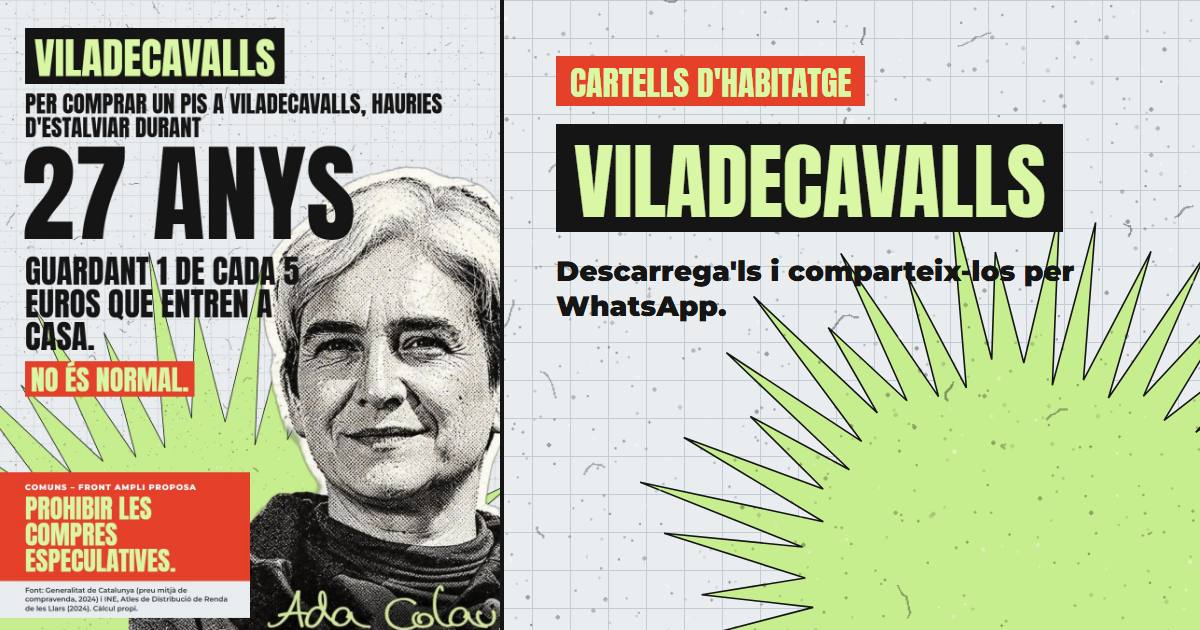 VILADECAVALLS
PER COMPRAR UN PIS A VILADECAVALLS, HAURIES
D'ESTALVIAR DURANT
27 ANYS
GUARDANT 1 DE CADA 5
EUROS QUE ENTREN A
CASA.
NO ÉS NORMAL.
COMUNS – FRONT AMPLI PROPOSA
PROHIBIR LES
COMPRES
ESPECULATIVES.
Font: Generalitat de Catalunya (preu mitjà de
compravenda, 2024) i INE, Atles de Distribució de Renda
de les Llars (2024). Càlcul propi.
Ada Colau
CARTELLS D'HABITATGE
VILADECAVALLS
Descarrega'ls i comparteix-los per
WhatsApp.